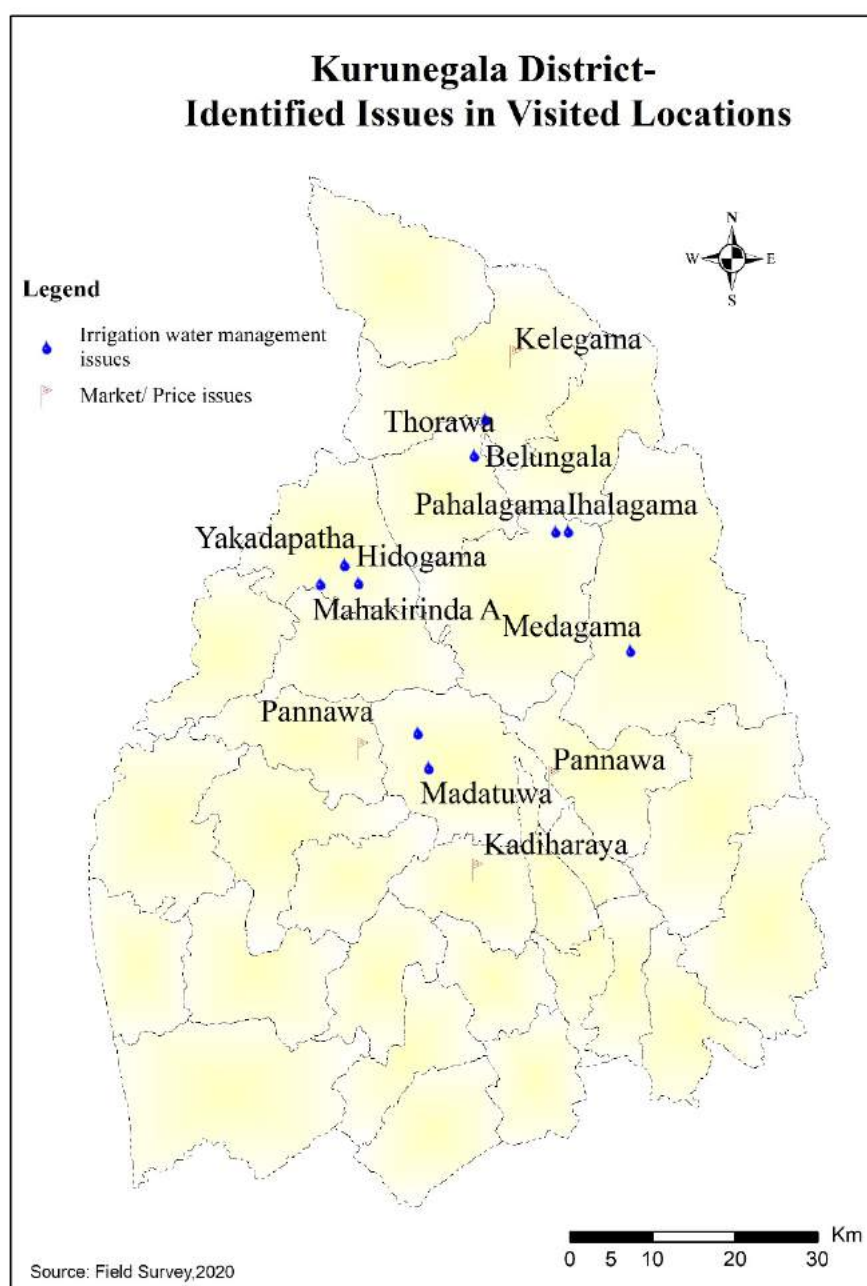 Kurunegala District-
Identified Issues in Visited Locations
N
W E
S
Legend
Irrigation water management
issues
Market/ Price issues
Kelegama
Thorawa
Belungala
Pahalagama Ihalagama
Yakadapatha
Hidogama
Mahakirinda A
Medagama
Pannawa
Pannawa
Madatuwa
Kadiharaya
Km
0 5 10 20 30
Source: Field Survey,2020